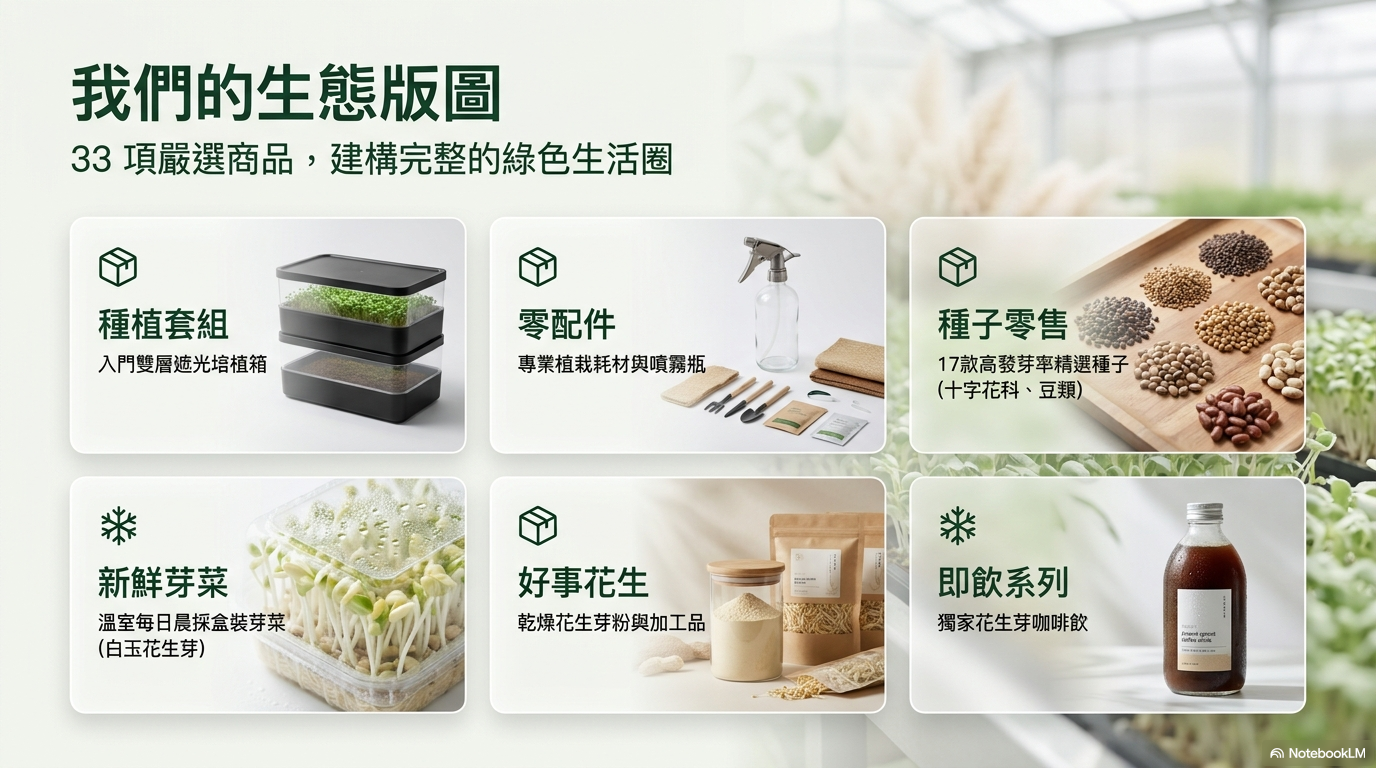 我們的生態版圖
33 項嚴選商品，建構完整的綠色生活圈
種植套組
入門雙層遮光培植箱
零配件
專業植栽耗材與噴霧瓶
種子零售
17款高發芽率精選種子
(十字花科、豆類)
新鮮芽菜
溫室每日晨採盒裝芽菜
(白玉花生芽)
好事花生
乾燥花生芽粉與加工品
即飲系列
獨家花生芽咖啡飲
NotebookLM